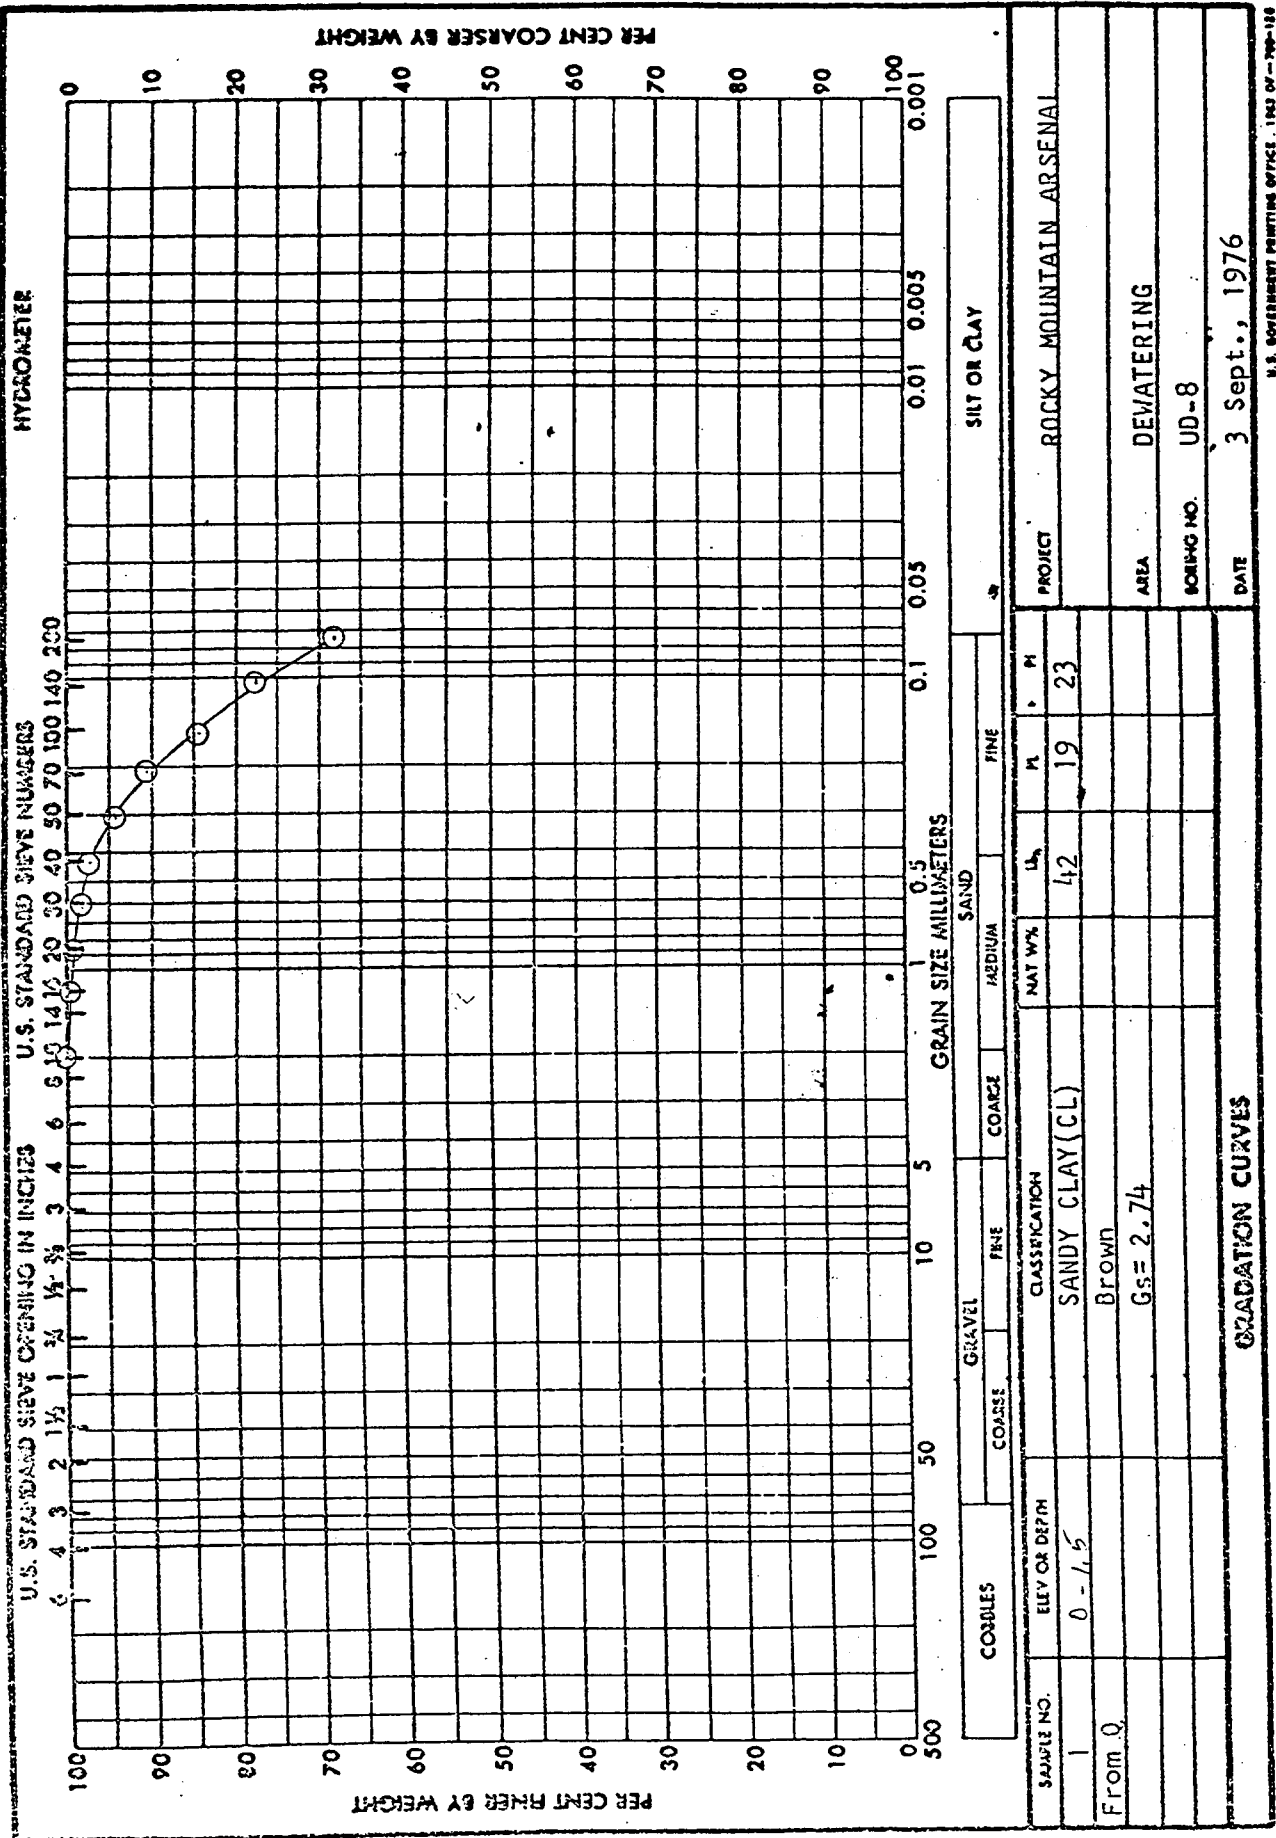 U.S. STANDARD SIEVE OPENING IN INCHES U.S. STANDARD SIEVE NUMBERS HYDROMETER
6 4 3 2 1½ 1 ¾ ½ ⅜ 3 4 6 8 10 14 16 20 30 40 50 70 100 140 200
PER CENT FINER BY WEIGHT
100
90
80
70
60
50
40
30
20
10
0
PER CENT COARSER BY WEIGHT
0
10
20
30
40
50
60
70
80
90
100
500 100 50 10 5 1 0.5 0.1 0.05 0.01 0.005 0.001
GRAIN SIZE MILLIMETERS
COBBLES GRAVEL SAND SILT OR CLAY
COARSE FINE COARSE MEDIUM FINE
SAMPLE NO. ELEV OR DEPTH CLASSIFICATION NAT W% LL PL PI
1 0-1.5 SANDY CLAY(CL) 42 19 23
From Q Brown
Gs= 2.74
PROJECT ROCKY MOUNTAIN ARSENAL
AREA DEWATERING
BORING NO. UD-8
DATE 3 Sept., 1976
GRADATION CURVES
U.S. GOVERNMENT PRINTING OFFICE